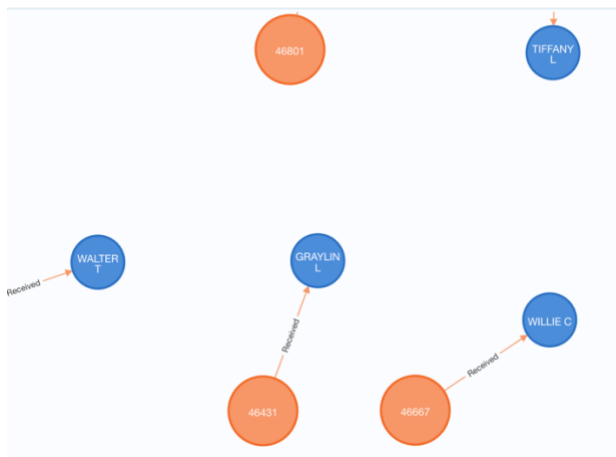 46801
TIFFANY
L
WALTER
T
GRAYLIN
L
Received
Received
WILLIE C
Received
46431
46667